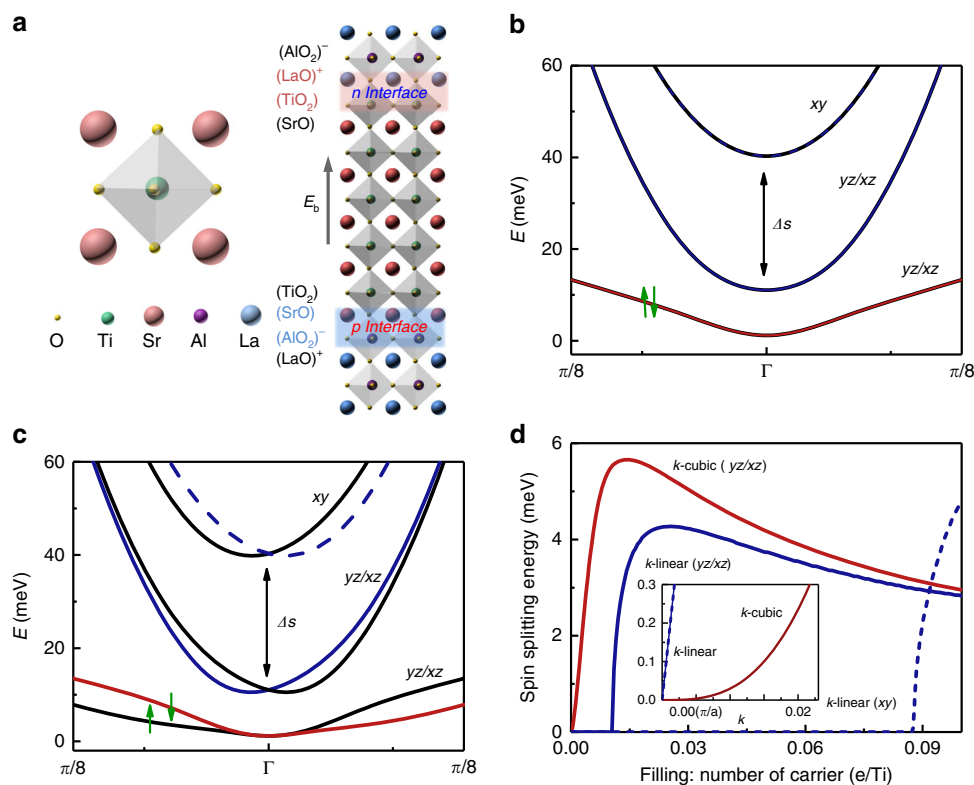 a
(AlO2)−
(LaO)+
(TiO2)
(SrO)
n Interface
Eb
(TiO2)
(SrO)
(AlO2)−
(LaO)+
p Interface
O Ti Sr Al La
b
60
40
20
0
E (meV)
xy
yz/xz
Δs
yz/xz
π/8 Γ π/8
c
60
40
20
0
E (meV)
xy
yz/xz
Δs
yz/xz
π/8 Γ π/8
d
6
4
2
0
Spin splitting energy (meV)
k-cubic ( yz/xz)
k-linear (yz/xz)
0.3
0.2
0.1
0.0
k-cubic
k-linear
0.00(π/a) 0.02
k
k-linear (xy)
0.00 0.03 0.06 0.09
Filling: number of carrier (e/Ti)